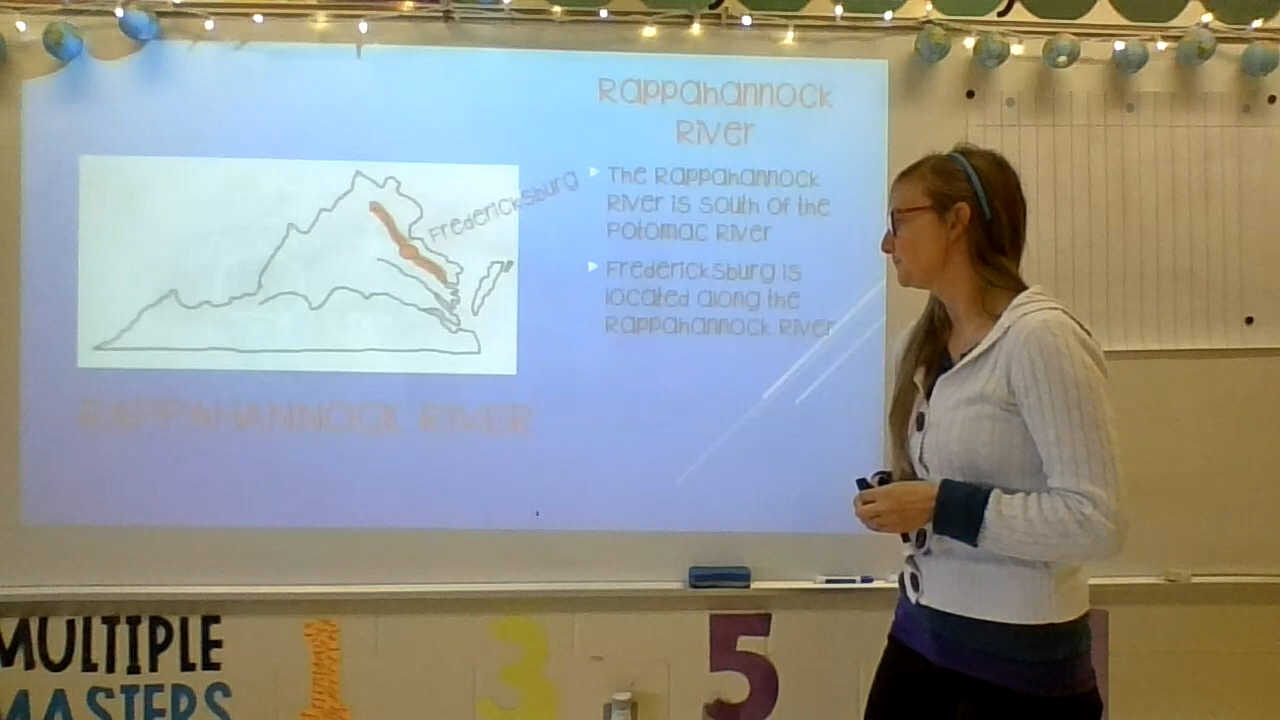 Rappahannock
River
Fredericksburg
The Rappahannock
River is south of the
Potomac River
Fredericksburg is
located along the
Rappahannock River
RAPPAHANNOCK RIVER
MULTIPLE
MASTERS
1 3 5